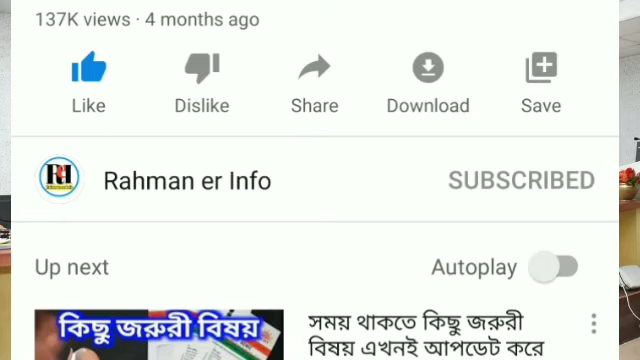 137K views · 4 months ago
Like Dislike Share Download Save
Rahman er Info SUBSCRIBED
Up next Autoplay
কিছু জরুরী বিষয়
সময় থাকতে কিছু জরুরী
বিষয় এখনই আপডেট করে